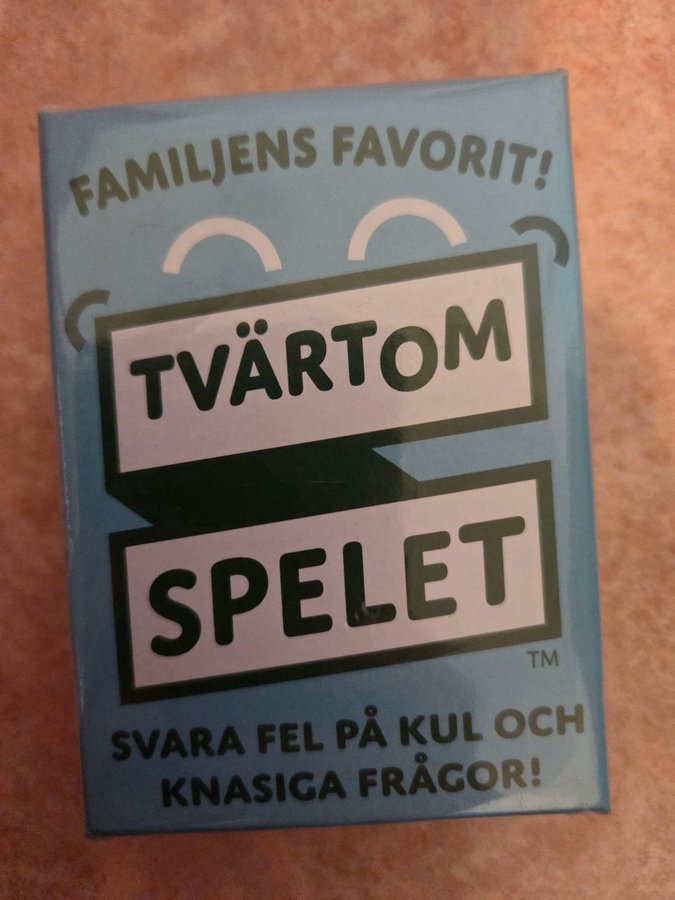 FAMILJENS FAVORIT!
TVÄRTOM
SPELET
TM
SVARA FEL PÅ KUL OCH
KNASIGA FRÅGOR!